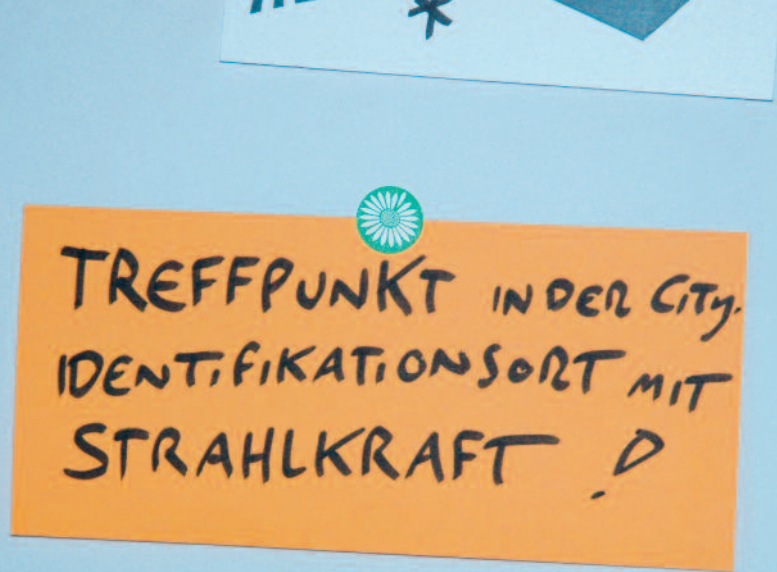 TREFFPUNKT IN DER CITY.
IDENTIFIKATIONSORT MIT
STRAHLKRAFT !